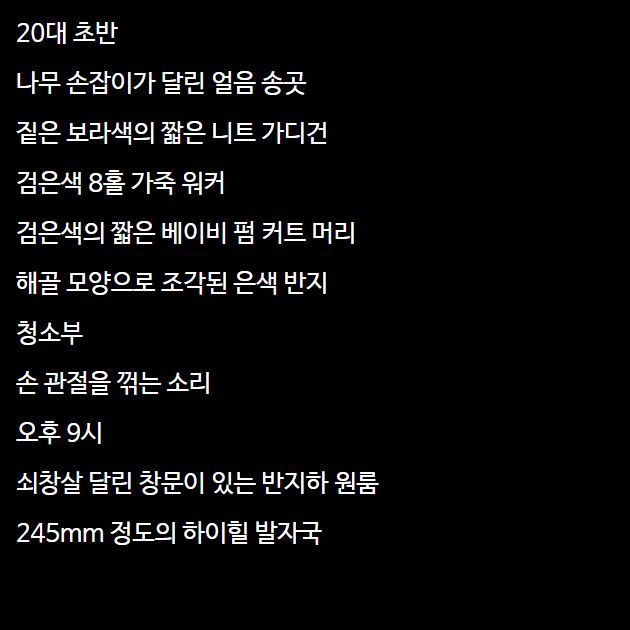 20대 초반
나무 손잡이가 달린 얼음 송곳
짙은 보라색의 짧은 니트 가디건
검은색 8홀 가죽 워커
검은색의 짧은 베이비 펌 커트 머리
해골 모양으로 조각된 은색 반지
청소부
손 관절을 꺾는 소리
오후 9시
쇠창살 달린 창문이 있는 반지하 원룸
245mm 정도의 하이힐 발자국